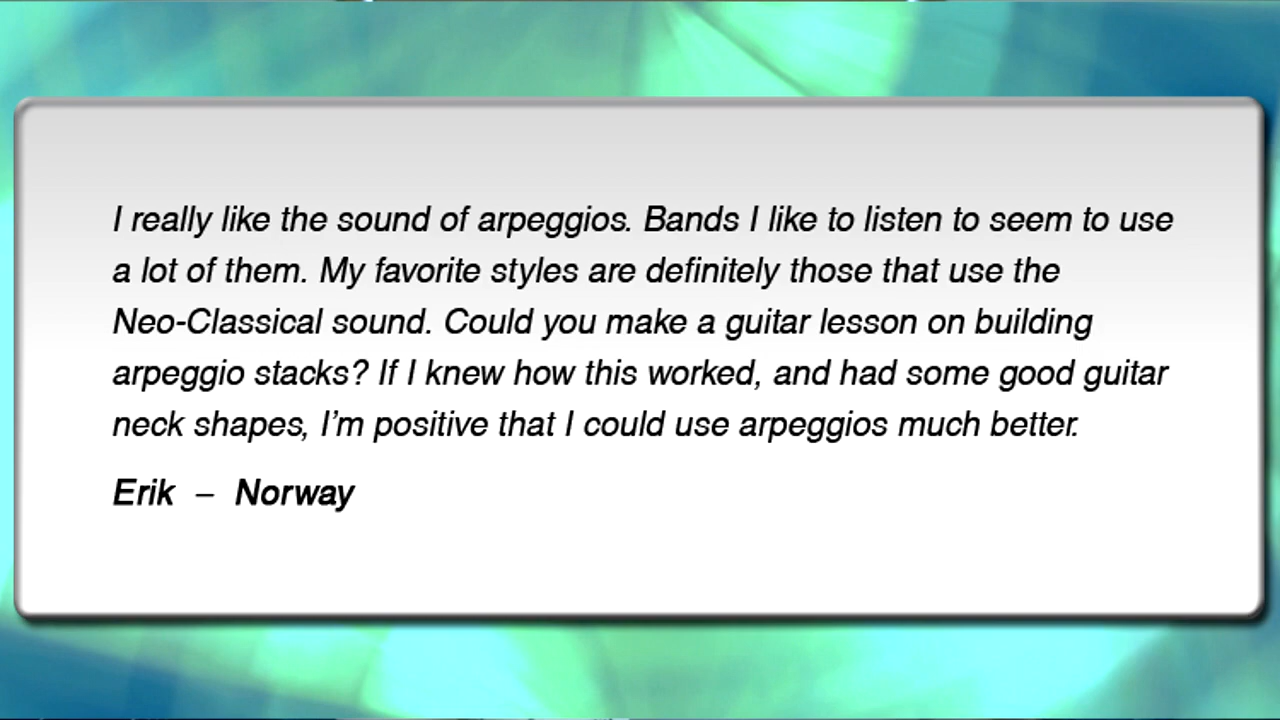 I really like the sound of arpeggios. Bands I like to listen to seem to use
a lot of them. My favorite styles are definitely those that use the
Neo-Classical sound. Could you make a guitar lesson on building
arpeggio stacks? If I knew how this worked, and had some good guitar
neck shapes, I’m positive that I could use arpeggios much better.
Erik – Norway